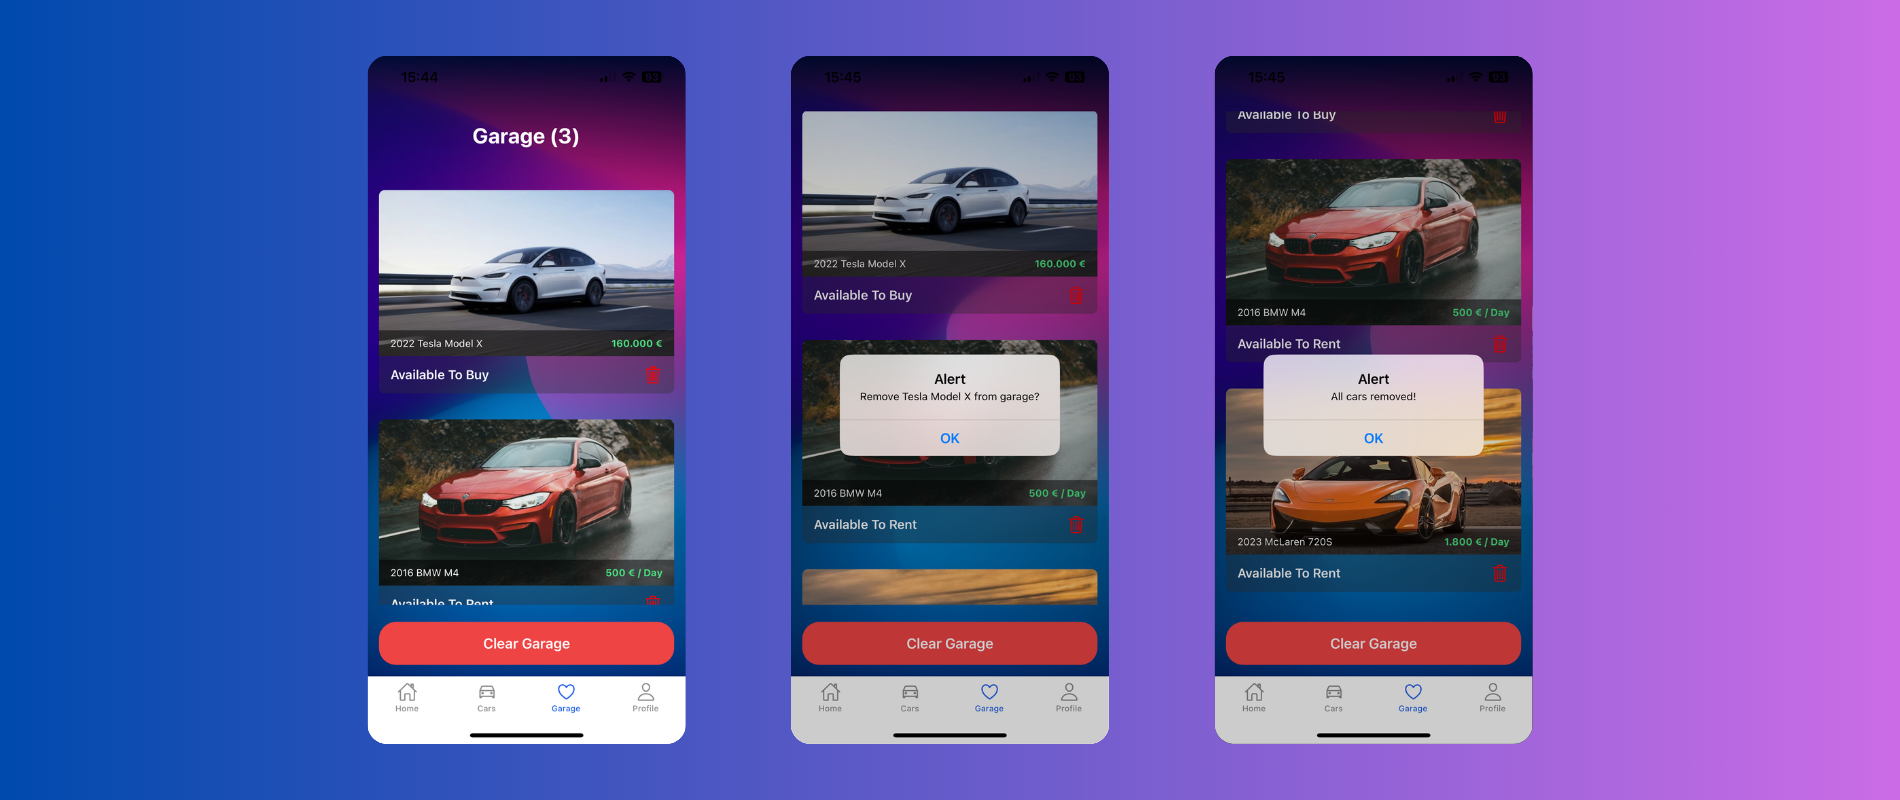 15:44
93
Garage (3)
2022 Tesla Model X
160.000 €
Available To Buy
2016 BMW M4
500 € / Day
Available To Rent
Clear Garage
Home
Cars
Garage
Profile
15:45
93
2022 Tesla Model X
160.000 €
Available To Buy
Alert
Remove Tesla Model X from garage?
OK
2016 BMW M4
500 € / Day
Available To Rent
Clear Garage
Home
Cars
Garage
Profile
15:45
93
Available To Buy
2016 BMW M4
500 € / Day
Available To Rent
Alert
All cars removed!
OK
2023 McLaren 720S
1.800 € / Day
Available To Rent
Clear Garage
Home
Cars
Garage
Profile